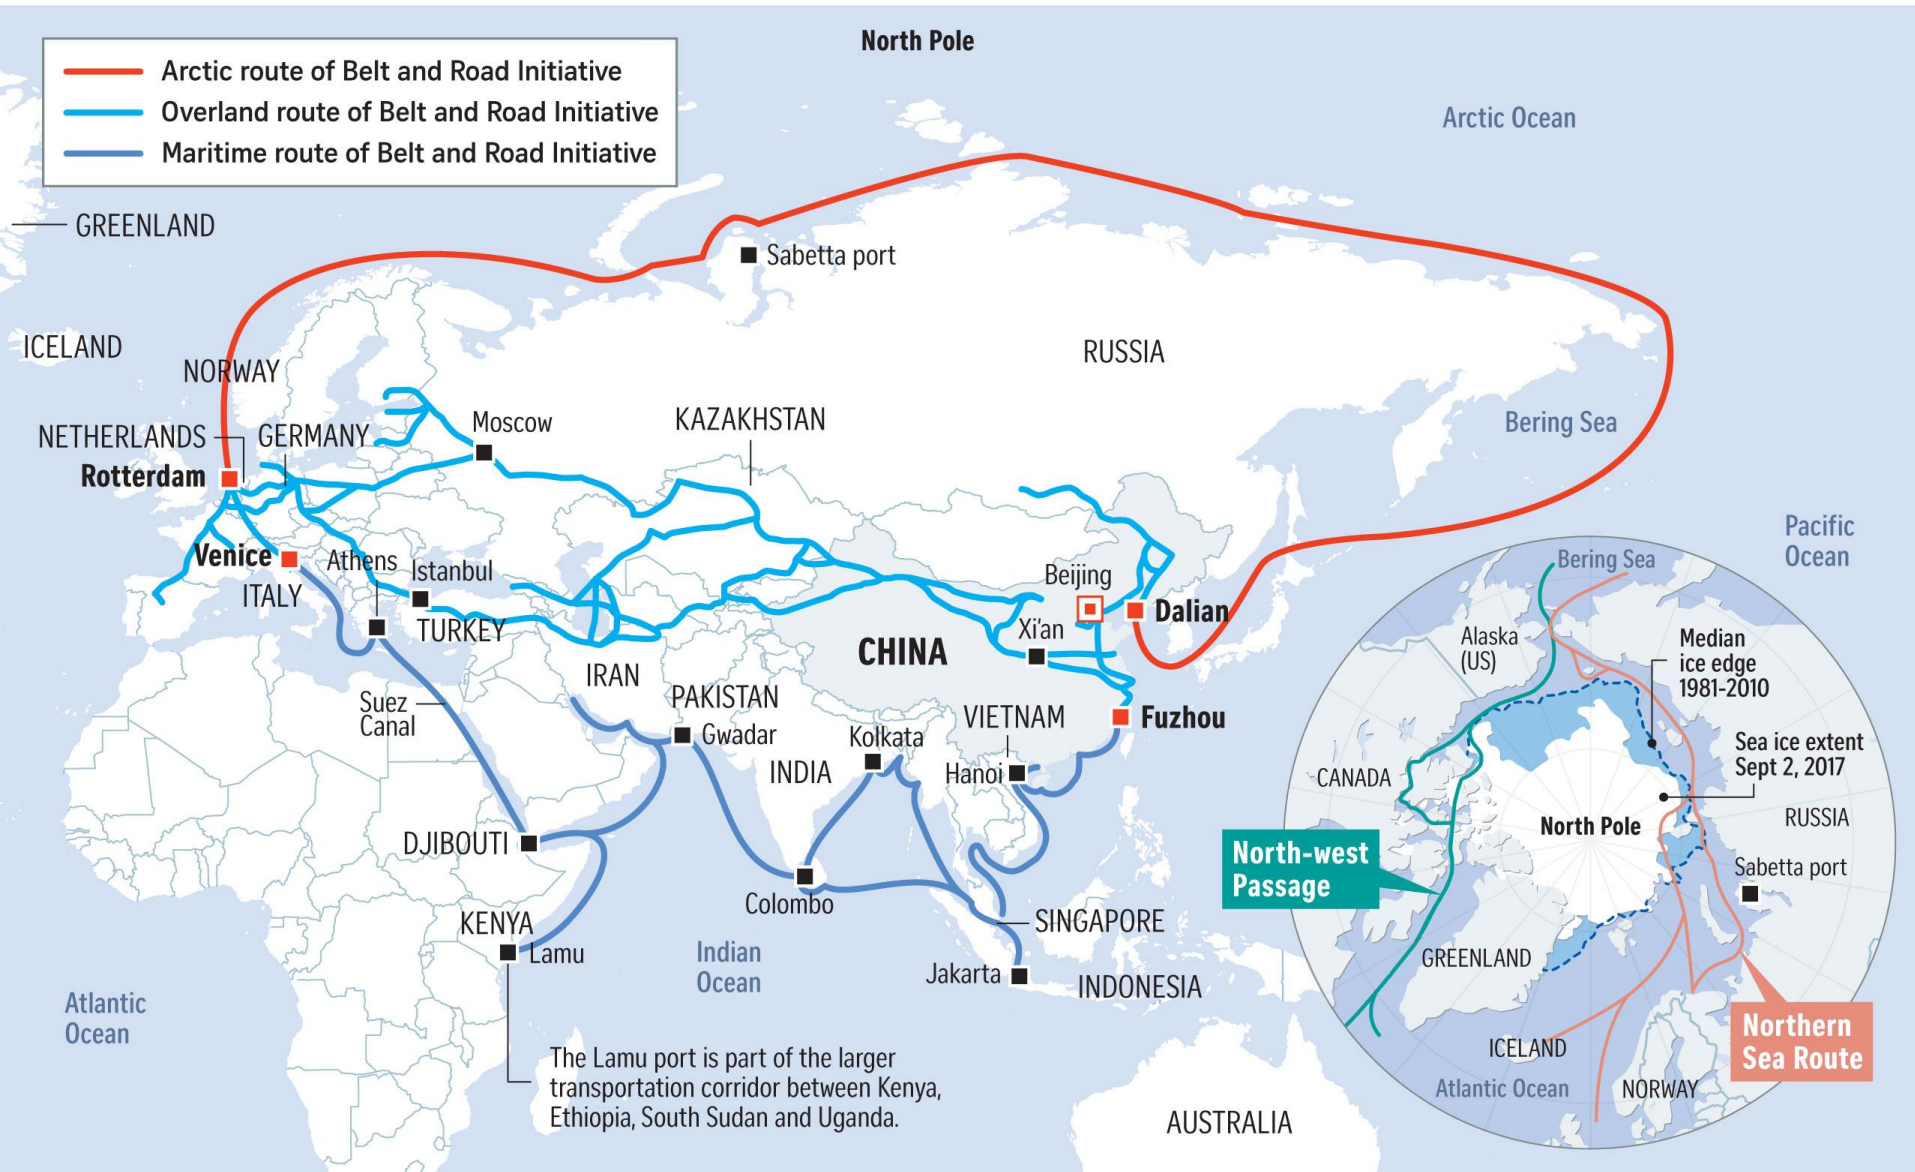 North Pole
Arctic route of Belt and Road Initiative
Overland route of Belt and Road Initiative
Maritime route of Belt and Road Initiative
Arctic Ocean
GREENLAND
Sabetta port
ICELAND
NORWAY
RUSSIA
Bering Sea
NETHERLANDS
GERMANY
Moscow
KAZAKHSTAN
Rotterdam
Pacific
Ocean
Venice
Athens
Istanbul
ITALY
TURKEY
Beijing
Dalian
Xi'an
CHINA
IRAN
PAKISTAN
Suez
Canal
Gwadar
Kolkata
VIETNAM
Fuzhou
INDIA
Hanoi
DJIBOUTI
Colombo
KENYA
Lamu
SINGAPORE
Indian
Ocean
Jakarta
INDONESIA
Atlantic
Ocean
The Lamu port is part of the larger
transportation corridor between Kenya,
Ethiopia, South Sudan and Uganda.
AUSTRALIA
Bering Sea
Alaska
(US)
Median
ice edge
1981-2010
Sea ice extent
Sept 2, 2017
CANADA
North Pole
RUSSIA
North-west
Passage
Sabetta port
GREENLAND
Northern
Sea Route
ICELAND
Atlantic Ocean
NORWAY